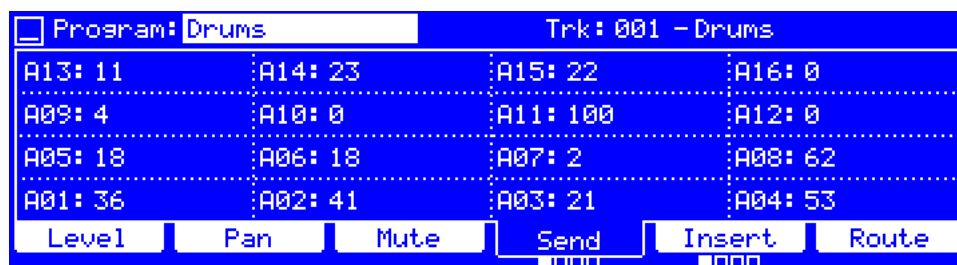 Program: Drums Trk: 001 - Drums
A13: 11 A14: 23 A15: 22 A16: 0
A09: 4 A10: 0 A11: 100 A12: 0
A05: 18 A06: 18 A07: 2 A08: 62
A01: 36 A02: 41 A03: 21 A04: 53
Level Pan Mute Send Insert Route